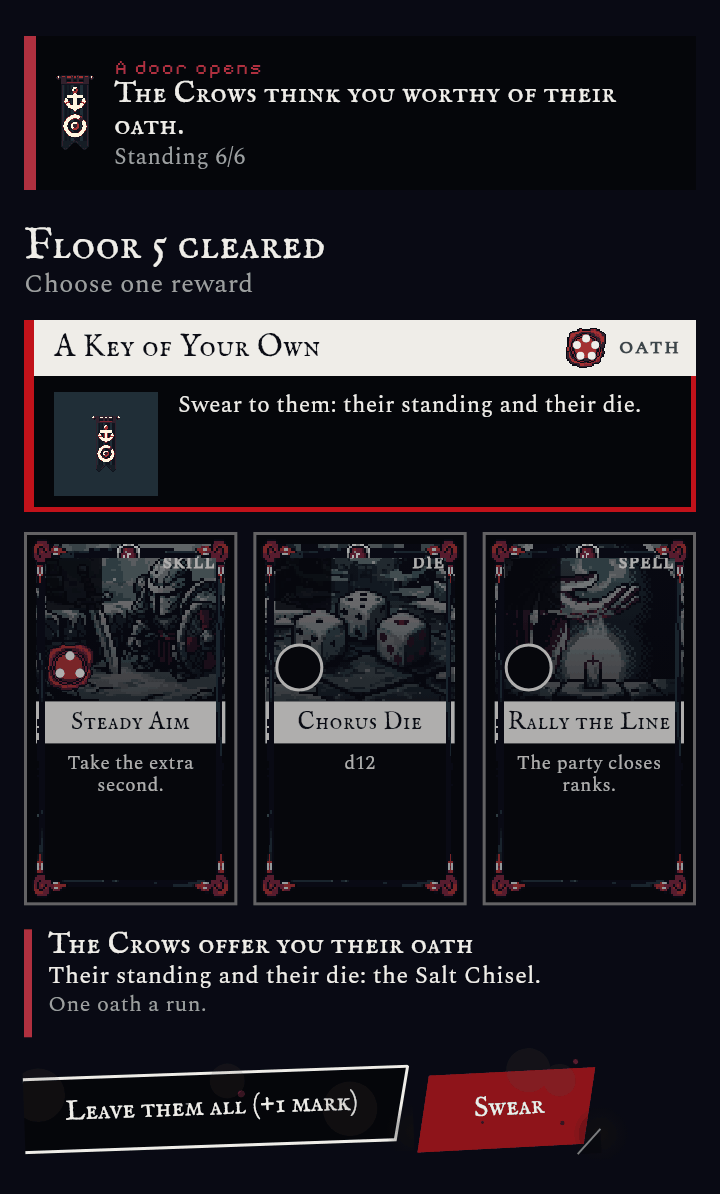 A door opens
The Crows think you worthy of their
oath.
Standing 6/6
Floor 5 cleared
Choose one reward
A Key of Your Own
OATH
Swear to them: their standing and their die.
SKILL
Steady Aim
Take the extra
second.
DIE
Chorus Die
d12
SPELL
Rally the Line
The party closes
ranks.
The Crows offer you their oath
Their standing and their die: the Salt Chisel.
One oath a run.
Leave them all (+1 mark)
Swear